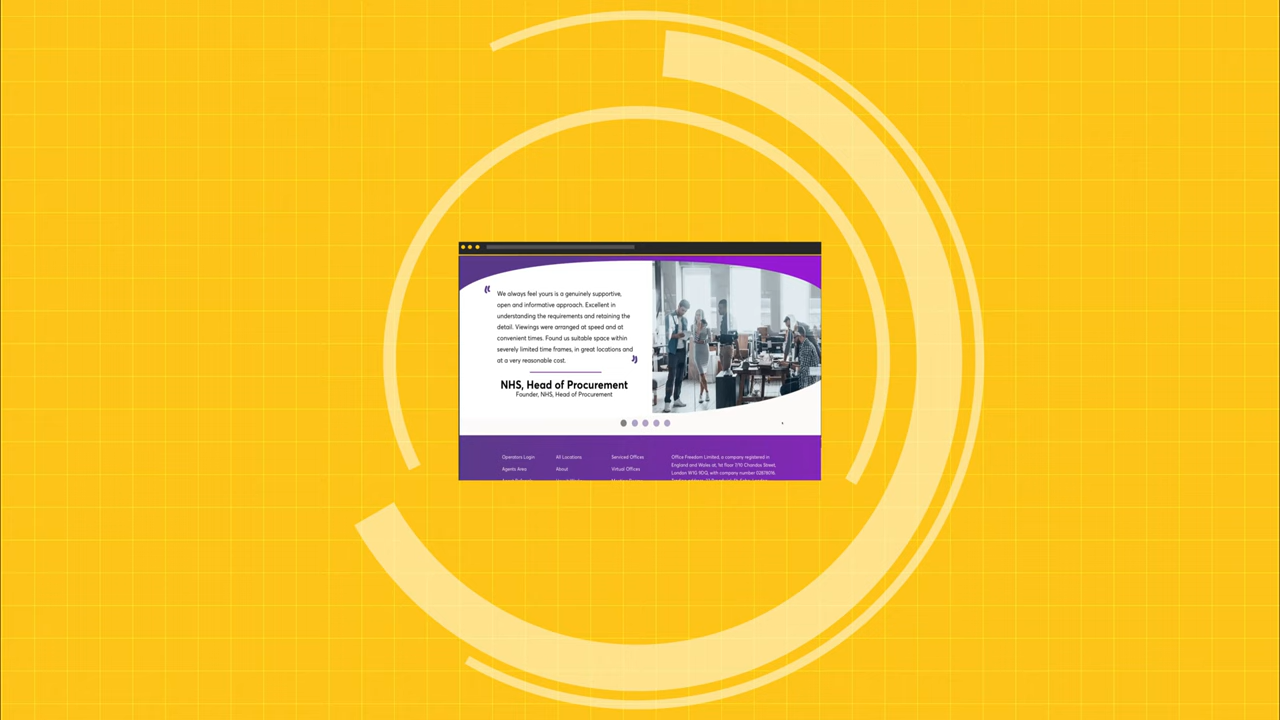 We always feel yours is a genuinely supportive,
open and informative approach. Excellent in
understanding the requirements and retaining the
detail. Viewings were arranged at speed and at
convenient times. Found us suitable space within
severely limited time frames, in great locations and
at a very reasonable cost.
NHS, Head of Procurement
Founder, NHS, Head of Procurement
Operators Login
Agents Area
All Locations
About
Serviced Offices
Virtual Offices
Office Freedom Limited, a company registered in
England and Wales at, 1st floor 7/10 Chandos Street,
London W1G 9DQ, with company number 02878016.